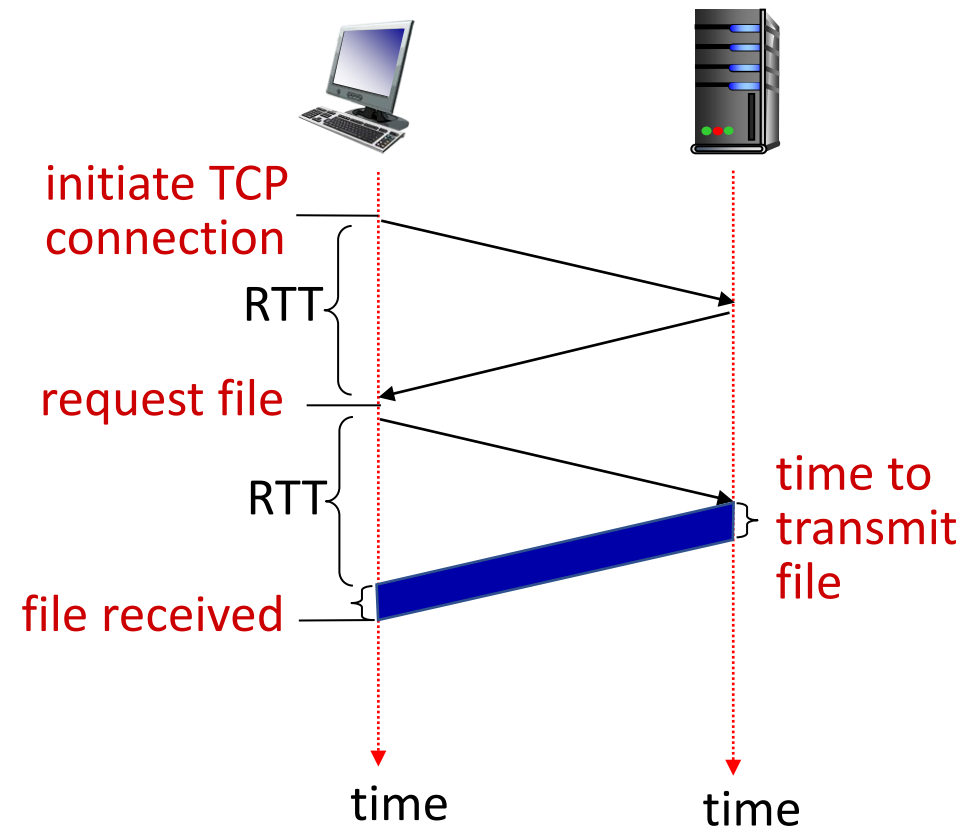 initiate TCP
connection
RTT
request file
RTT
time to
transmit
file
file received
time
time